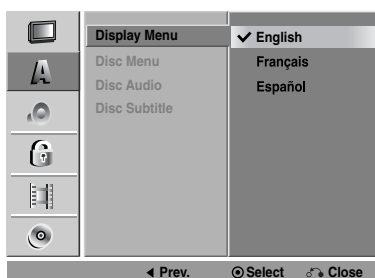 Display Menu
Disc Menu
Disc Audio
Disc Subtitle
✔ English
Français
Español
◀ Prev. Select Close